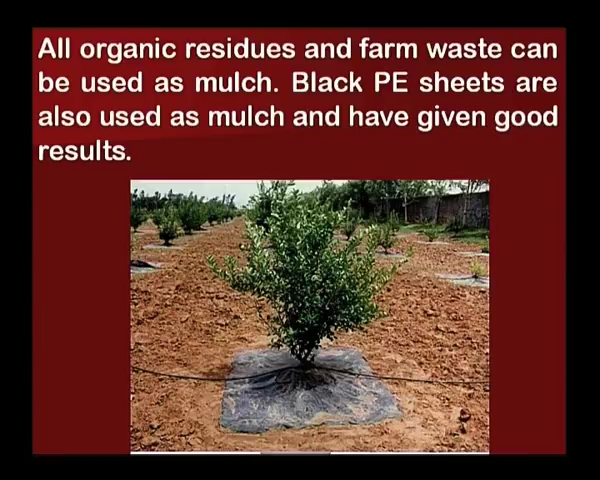 All organic residues and farm waste can
be used as mulch. Black PE sheets are
also used as mulch and have given good
results.